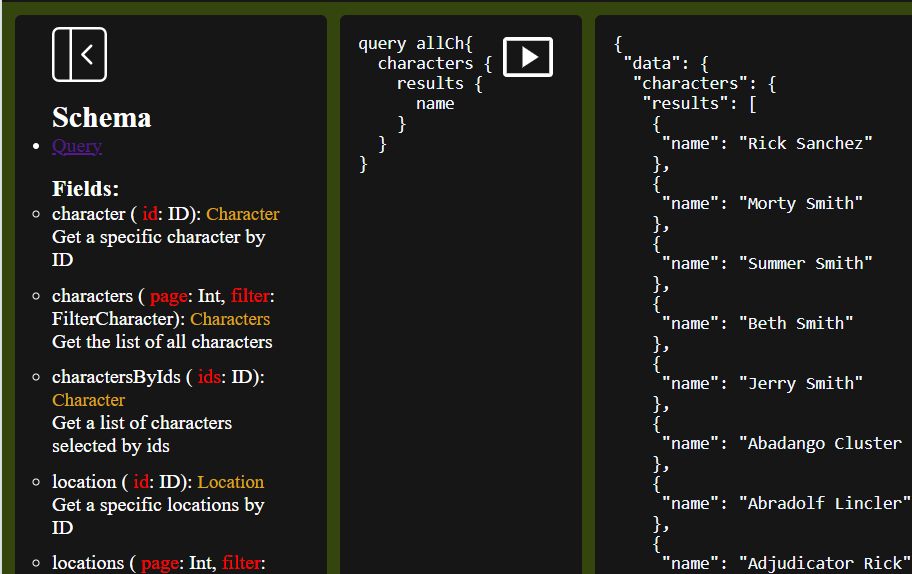 Schema
Query
Fields:
character ( id: ID): Character
Get a specific character by
ID
characters ( page: Int, filter:
FilterCharacter): Characters
Get the list of all characters
charactersByIds ( ids: ID):
Character
Get a list of characters
selected by ids
location ( id: ID): Location
Get a specific locations by
ID
locations ( page: Int, filter:
query allCh{
characters {
results {
name
}
}
}
{
"data": {
"characters": {
"results": [
{
"name": "Rick Sanchez"
},
{
"name": "Morty Smith"
},
{
"name": "Summer Smith"
},
{
"name": "Beth Smith"
},
{
"name": "Jerry Smith"
},
{
"name": "Abadango Cluster
},
{
"name": "Abradolf Lincler"
},
{
"name": "Adjudicator Rick"